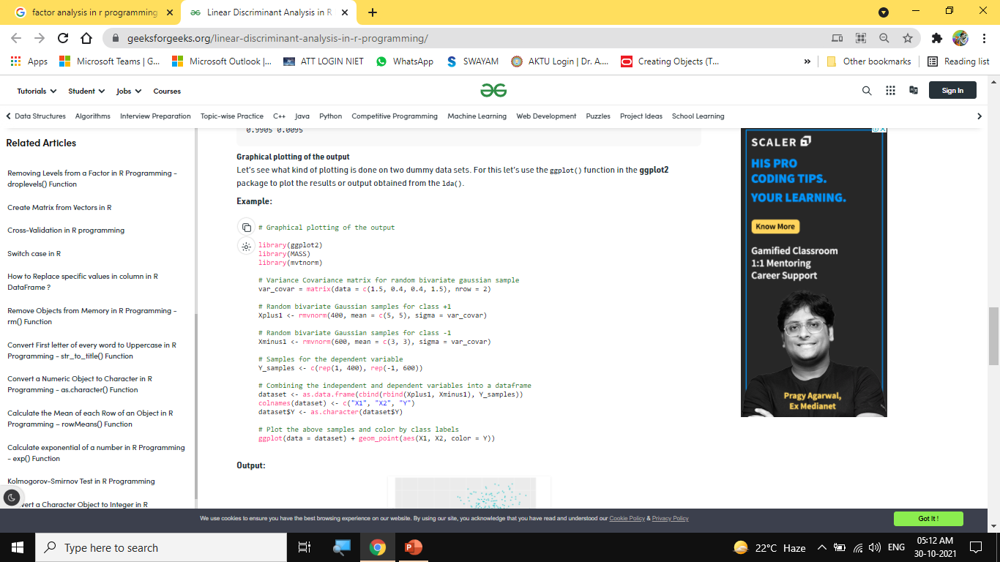 factor analysis in r programming
Linear Discriminant Analysis in R
geeksforgeeks.org/linear-discriminant-analysis-in-r-programming/
Apps
Microsoft Teams | G...
Microsoft Outlook |...
ATT LOGIN NIET
WhatsApp
SWAYAM
AKTU Login | Dr. A....
Creating Objects (T...
»
Other bookmarks
Reading list
Tutorials
Student
Jobs
Courses
Sign In
Data Structures
Algorithms
Interview Preparation
Topic-wise Practice
C++
Java
Python
Competitive Programming
Machine Learning
Web Development
Puzzles
Project Ideas
School Learning
Related Articles
Removing Levels from a Factor in R Programming -
droplevels() Function
Create Matrix from Vectors in R
Cross-Validation in R programming
Switch case in R
How to Replace specific values in column in R
DataFrame ?
Remove Objects from Memory in R Programming -
rm() Function
Convert First letter of every word to Uppercase in R
Programming - str_to_title() Function
Convert a Numeric Object to Character in R
Programming - as.character() Function
Calculate the Mean of each Row of an Object in R
Programming – rowMeans() Function
Calculate exponential of a number in R Programming
- exp() Function
Kolmogorov-Smirnov Test in R Programming
vert a Character Object to Integer in R
0.9905 0.0095
Graphical plotting of the output
Let's see what kind of plotting is done on two dummy data sets. For this let's use the ggplot() function in the ggplot2
package to plot the results or output obtained from the lda().
Example:
# Graphical plotting of the output
library(ggplot2)
library(MASS)
library(mvtnorm)
# Variance Covariance matrix for random bivariate gaussian sample
var_covar = matrix(data = c(1.5, 0.4, 0.4, 1.5), nrow = 2)
# Random bivariate Gaussian samples for class +1
Xplus1 <- rmvnorm(400, mean = c(5, 5), sigma = var_covar)
# Random bivariate Gaussian samples for class -1
Xminus1 <- rmvnorm(600, mean = c(3, 3), sigma = var_covar)
# Samples for the dependent variable
Y_samples <- c(rep(1, 400), rep(-1, 600))
# Combining the independent and dependent variables into a dataframe
dataset <- as.data.frame(cbind(rbind(Xplus1, Xminus1), Y_samples))
colnames(dataset) <- c("X1", "X2", "Y")
dataset$Y <- as.character(dataset$Y)
# Plot the above samples and color by class labels
ggplot(data = dataset) + geom_point(aes(X1, X2, color = Y))
Output:
SCALER
HIS PRO
CODING TIPS.
YOUR LEARNING.
Know More
Gamified Classroom
1:1 Mentoring
Career Support
Pragy Agarwal,
Ex Medianet
We use cookies to ensure you have the best browsing experience on our website. By using our site, you acknowledge that you have read and understood our Cookie Policy & Privacy Policy
Got It !
Type here to search
22°C Haze
ENG
05:12 AM
30-10-2021